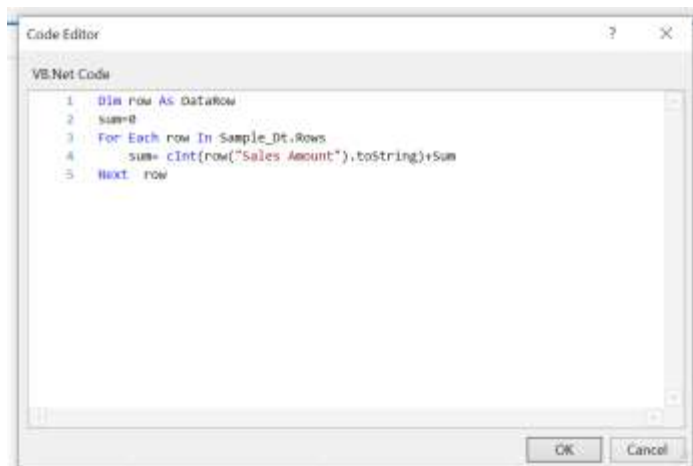 Code Editor ?
VB.Net Code
1 Dim row As DataRow
2 sum=0
3 For Each row In Sample_Dt.Rows
4 sum= cInt(row("Sales Amount").toString)+Sum
5 Next row
OK Cancel